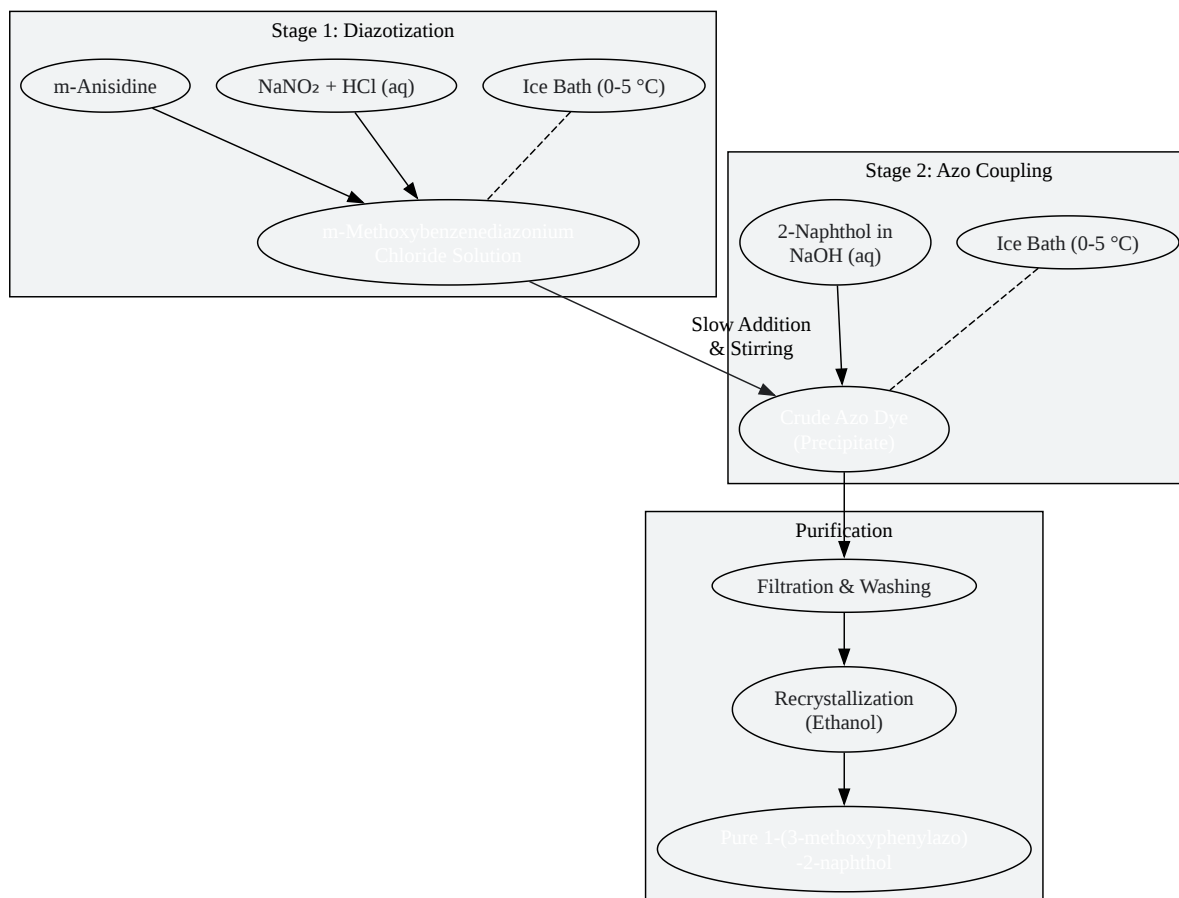 Stage 1: Diazotization
m-Anisidine
NaNO₂ + HCl (aq)
Ice Bath (0-5 °C)
m-Methoxybenzenediazonium
Chloride Solution
Stage 2: Azo Coupling
2-Naphthol in
NaOH (aq)
Ice Bath (0-5 °C)
Slow Addition
& Stirring
Crude Azo Dye
(Precipitate)
Purification
Filtration & Washing
Recrystallization
(Ethanol)
Pure 1-(3-methoxyphenylazo)
-2-naphthol